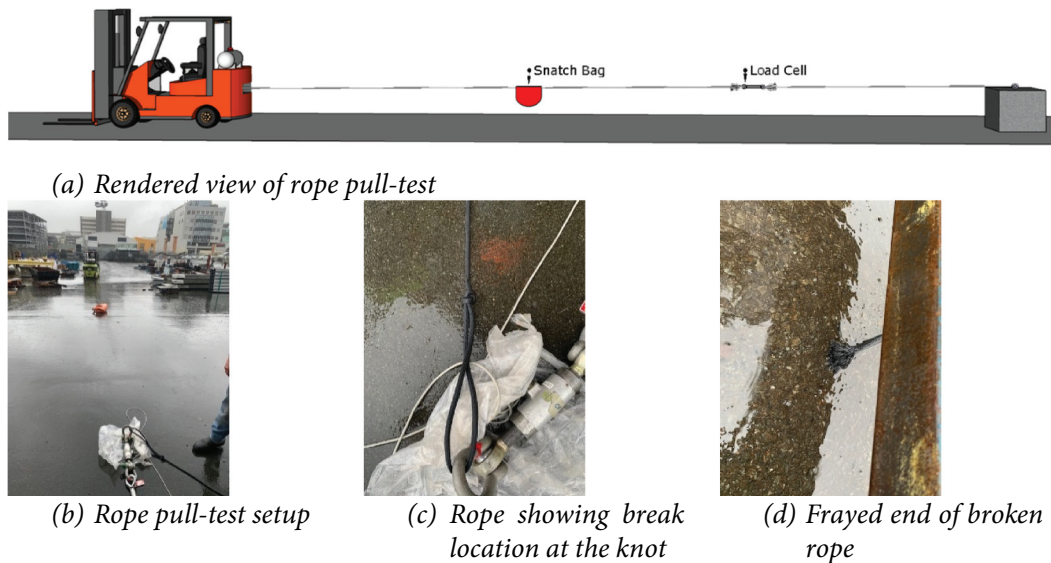 Snatch Bag
Load Cell
(a) Rendered view of rope pull-test
(b) Rope pull-test setup
(c) Rope showing break
location at the knot
(d) Frayed end of broken
rope